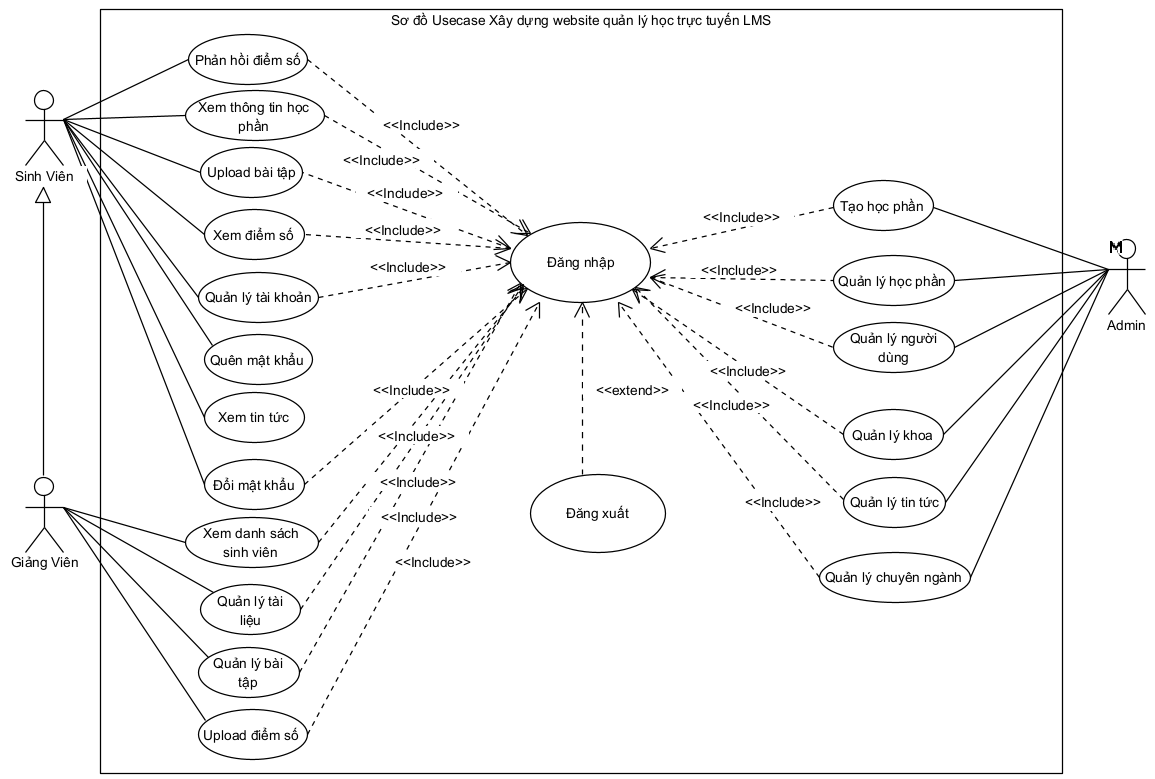 Sơ đồ Usecase Xây dựng website quản lý học trực tuyến LMS
Phản hồi điểm số
Xem thông tin học
phần
Upload bài tập
Xem điểm số
Quản lý tài khoản
Quên mật khẩu
Xem tin tức
Đổi mật khẩu
Xem danh sách
sinh viên
Quản lý tài
liệu
Quản lý bài
tập
Upload điểm số
Sinh Viên
Giảng Viên
<<Include>>
<<Include>>
<<Include>>
<<Include>>
<<Include>>
<<Include>>
<<Include>>
<<Include>>
<<Include>>
<<Include>>
Đăng nhập
<<extend>>
Đăng xuất
<<Include>>
<<Include>>
<<Include>>
<<Include>>
<<Include>>
<<Include>>
Tạo học phần
Quản lý học phần
Quản lý người
dùng
Quản lý khoa
Quản lý tin tức
Quản lý chuyên ngành
M
Admin